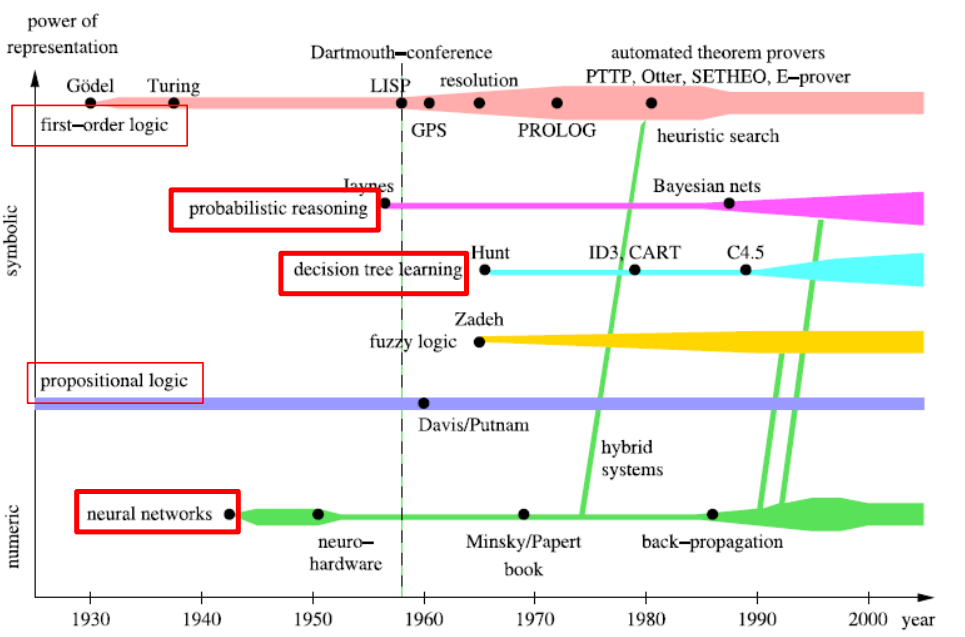 power of
representation
Dartmouth–conference
automated theorem provers
Gödel
Turing
LISP
resolution
PTTP, Otter, SETHEO, E–prover
first–order logic
GPS
PROLOG
heuristic search
Jaynes
Bayesian nets
probabilistic reasoning
symbolic
Hunt
ID3, CART
C4.5
decision tree learning
Zadeh
fuzzy logic
propositional logic
Davis/Putnam
hybrid
systems
neural networks
numeric
neuro–
hardware
Minsky/Papert
book
back–propagation
1930 1940 1950 1960 1970 1980 1990 2000 year